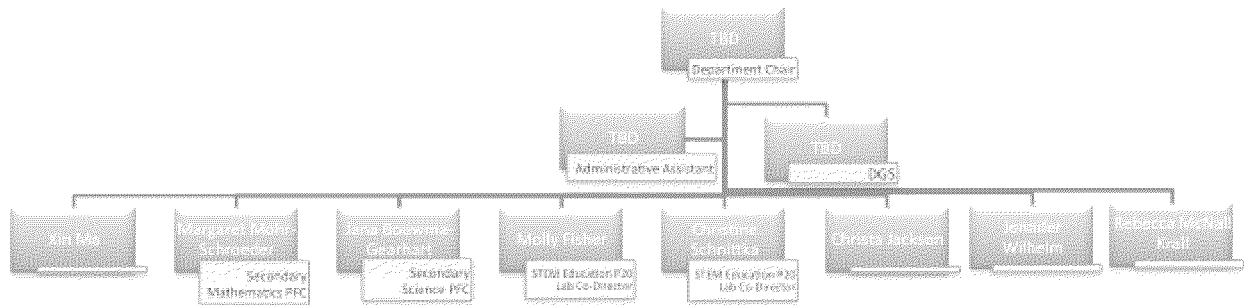 TBD
Department Chair
TBD
Administrative Assistant
TBD
DGS
Xin Ma
Margaret Mohr-
Schroeder
Secondary
Mathematics PFC
Jana Bouwma-
Gearhart
Secondary
Science PFC
Molly Fisher
STEM Education P20
Lab Co-Director
Christine
STEM Education P20
Lab Co-Director
Christa Jackson
Jennifer
Wilhelm
Rebecca McNall
Krall